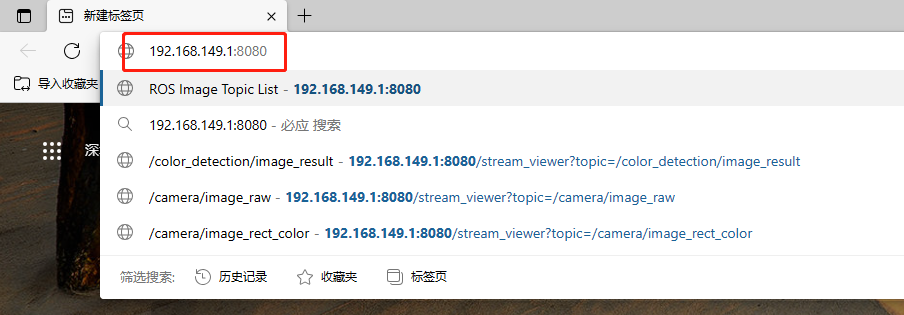 新建标签页
192.168.149.1:8080
导入收藏夹
ROS Image Topic List - 192.168.149.1:8080
192.168.149.1:8080 - 必应 搜索
深
/color_detection/image_result - 192.168.149.1:8080/stream_viewer?topic=/color_detection/image_result
/camera/image_raw - 192.168.149.1:8080/stream_viewer?topic=/camera/image_raw
/camera/image_rect_color - 192.168.149.1:8080/stream_viewer?topic=/camera/image_rect_color
筛选搜索: 历史记录 收藏夹 标签页